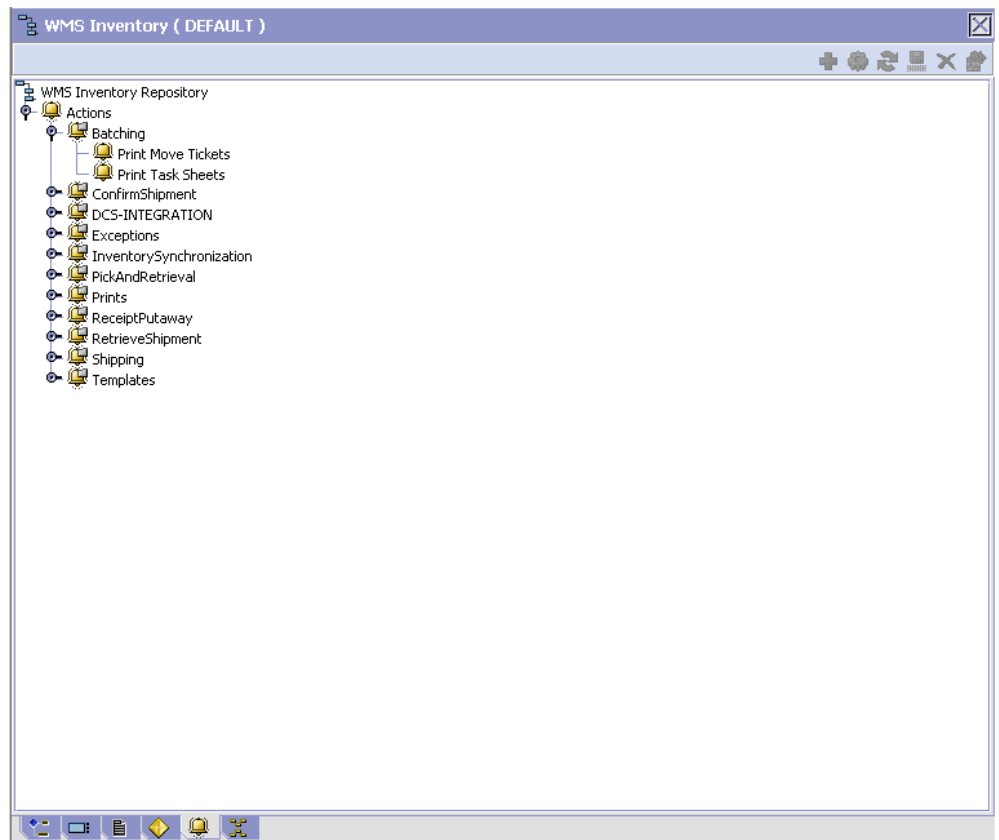 WMS Inventory ( DEFAULT )
WMS Inventory Repository
Actions
Batching
Print Move Tickets
Print Task Sheets
ConfirmShipment
DCS-INTEGRATION
Exceptions
InventorySynchronization
PickAndRetrieval
Prints
ReceiptPutaway
RetrieveShipment
Shipping
Templates